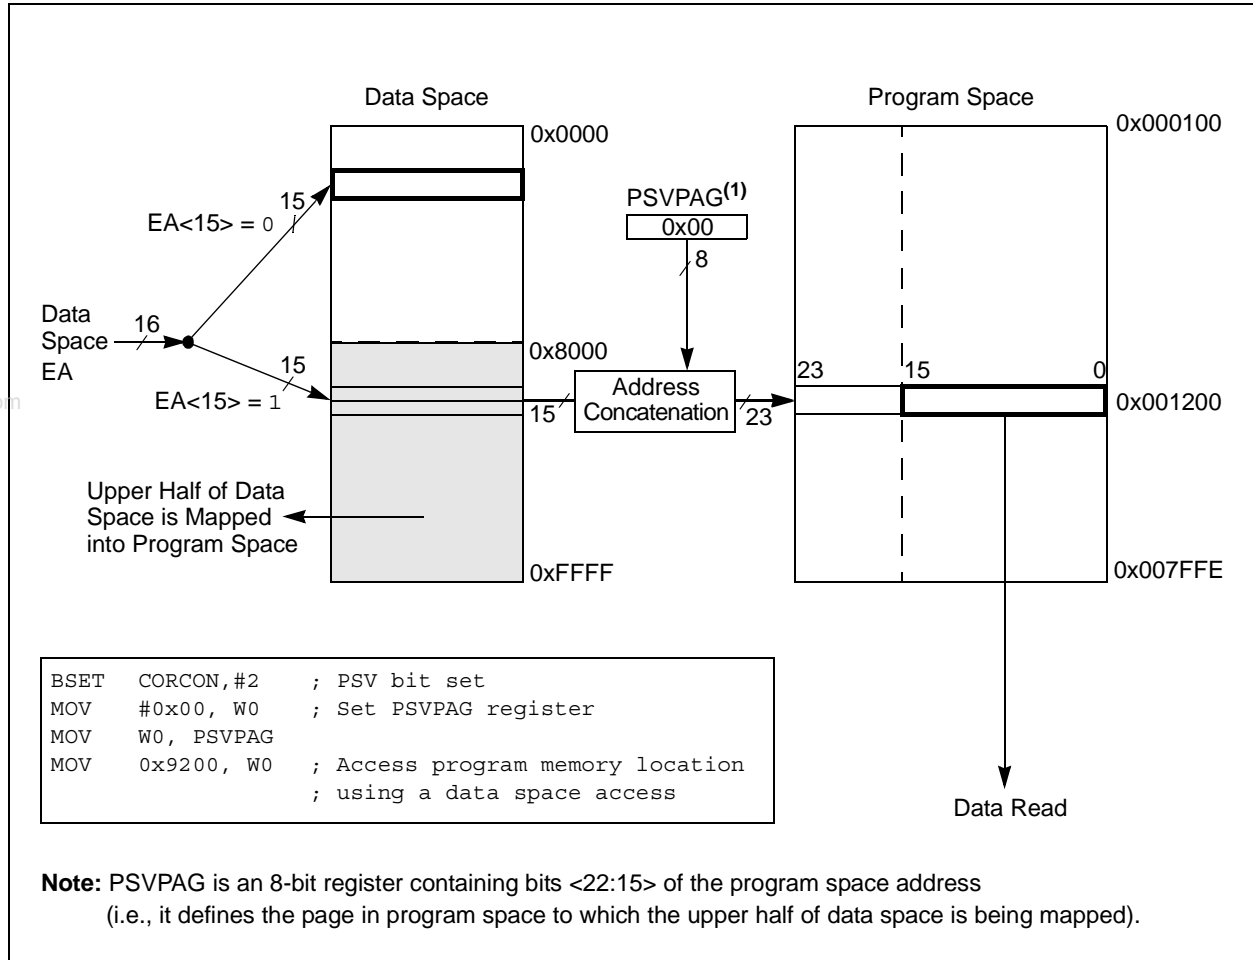 Data Space
Program Space
0x0000
0x000100
15
PSVPAG(1)
EA<15> = 0
0x00
8
Data
Space
EA
16
0x8000
15
EA<15> = 1
15
Address
Concatenation
23
23
15
0
0x001200
Upper Half of Data
Space is Mapped
into Program Space
0xFFFF
0x007FFE
BSET CORCON,#2 ; PSV bit set
MOV #0x00, W0 ; Set PSVPAG register
MOV W0, PSVPAG
MOV 0x9200, W0 ; Access program memory location
; using a data space access
Data Read
Note: PSVPAG is an 8-bit register containing bits <22:15> of the program space address
(i.e., it defines the page in program space to which the upper half of data space is being mapped).